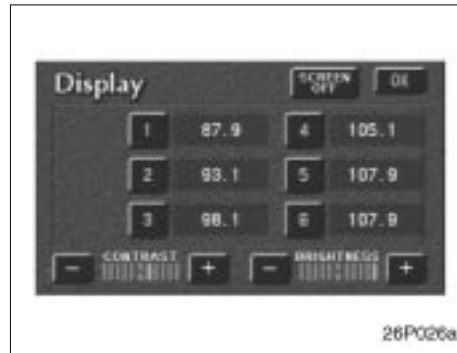 Display SCREEN OFF OK
1 87.9 4 105.1
2 93.1 5 107.9
3 98.1 6 107.9
CONTRAST BRIGHTNESS
− + − +
26P026a